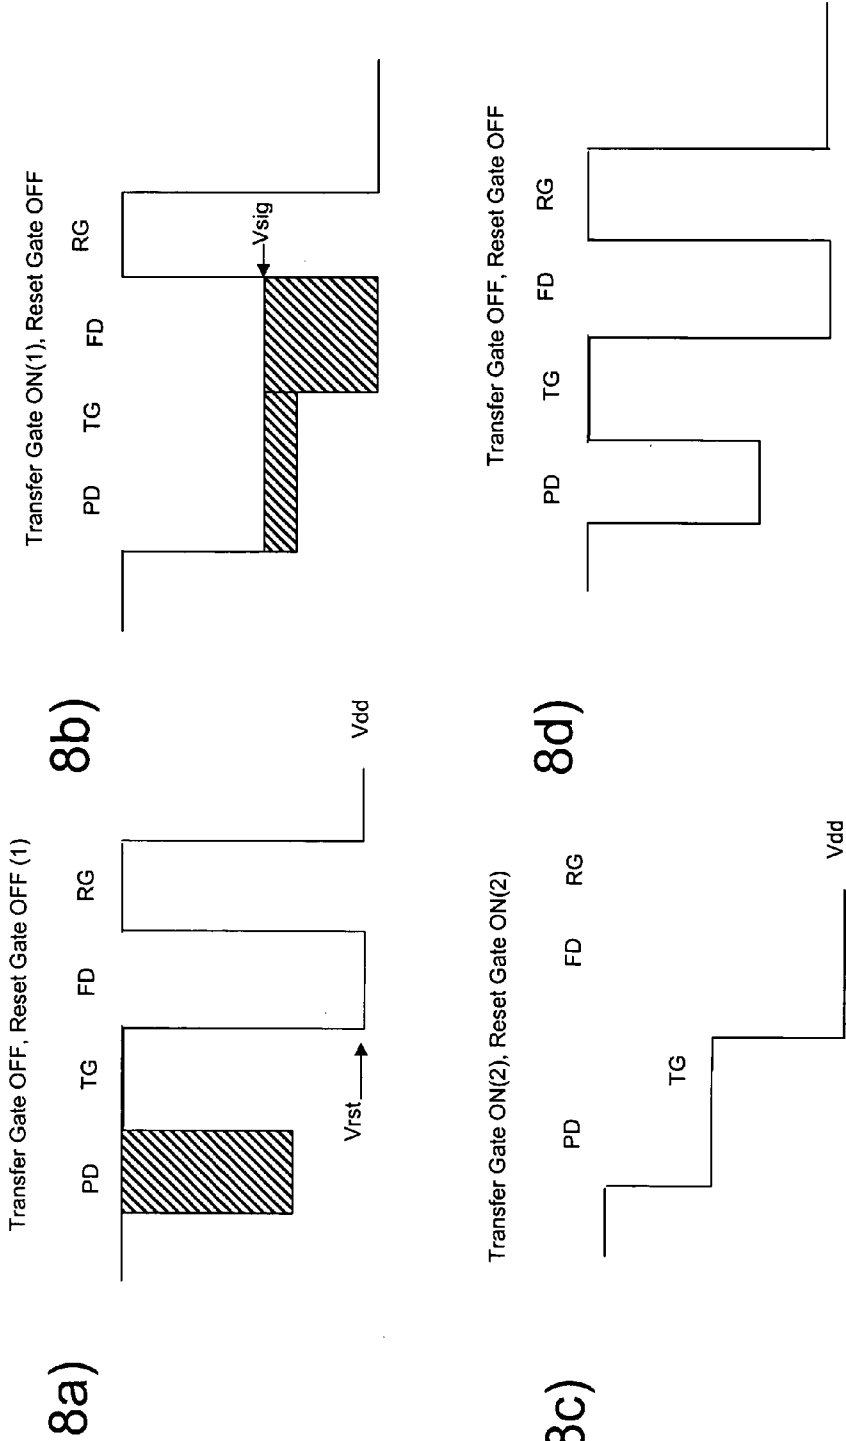 8a)
Transfer Gate OFF, Reset Gate OFF (1)
PD TG FD RG
Vrst
Vdd
8b)
Transfer Gate ON(1), Reset Gate OFF
PD TG FD RG
Vsig
8c)
Transfer Gate ON(2), Reset Gate ON(2)
PD TG FD RG
Vdd
8d)
Transfer Gate OFF, Reset Gate OFF
PD TG FD RG